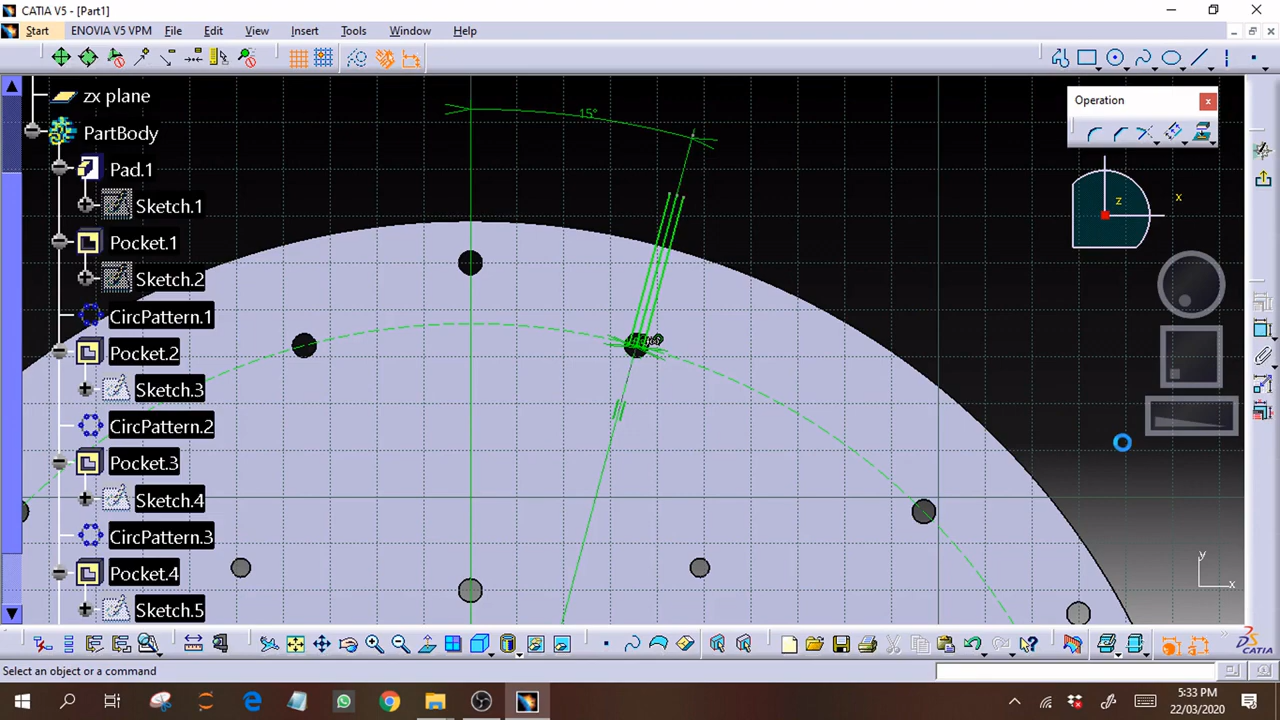 CATIA V5 - [Part1]
Start ENOVIA V5 VPM File Edit View Insert Tools Window Help
Operation
zx plane
PartBody
Pad.1
Sketch.1
Pocket.1
Sketch.2
CircPattern.1
Pocket.2
Sketch.3
CircPattern.2
Pocket.3
Sketch.4
CircPattern.3
Pocket.4
Sketch.5
15°
z
x
y
x
CATIA
Select an object or a command
5:33 PM
22/03/2020